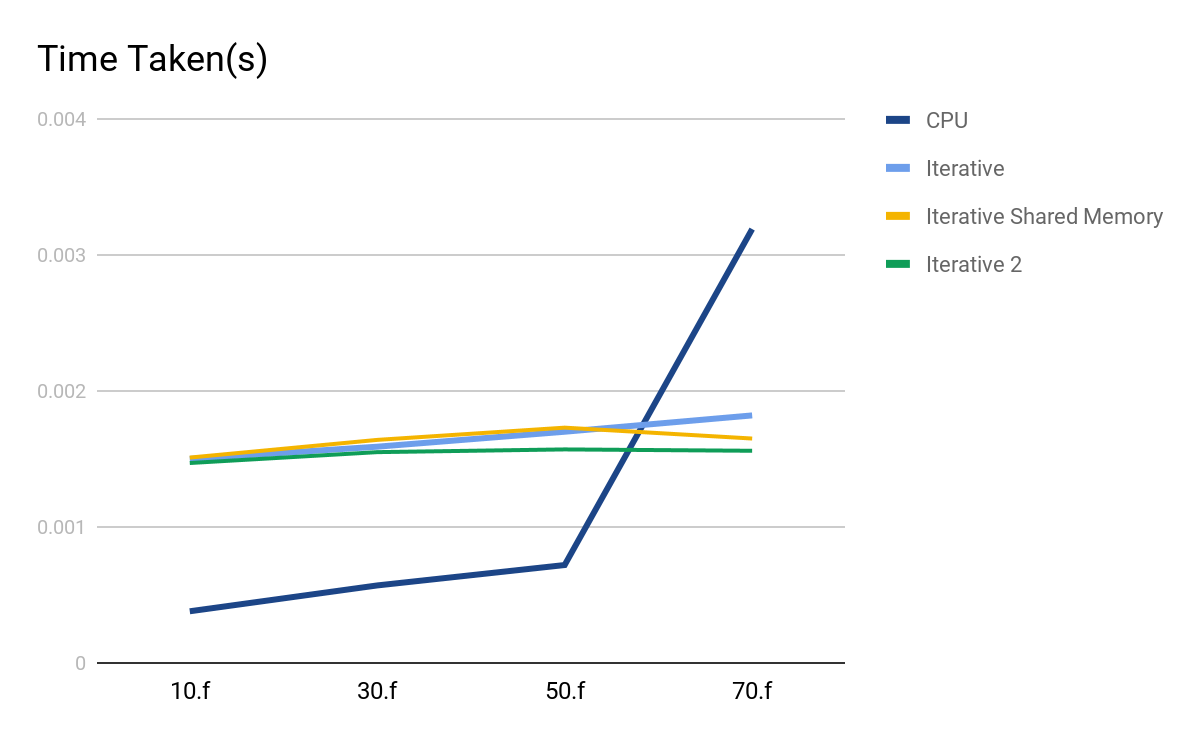 Time Taken(s)
0.004
0.003
0.002
0.001
0
10.f
30.f
50.f
70.f
CPU
Iterative
Iterative Shared Memory
Iterative 2